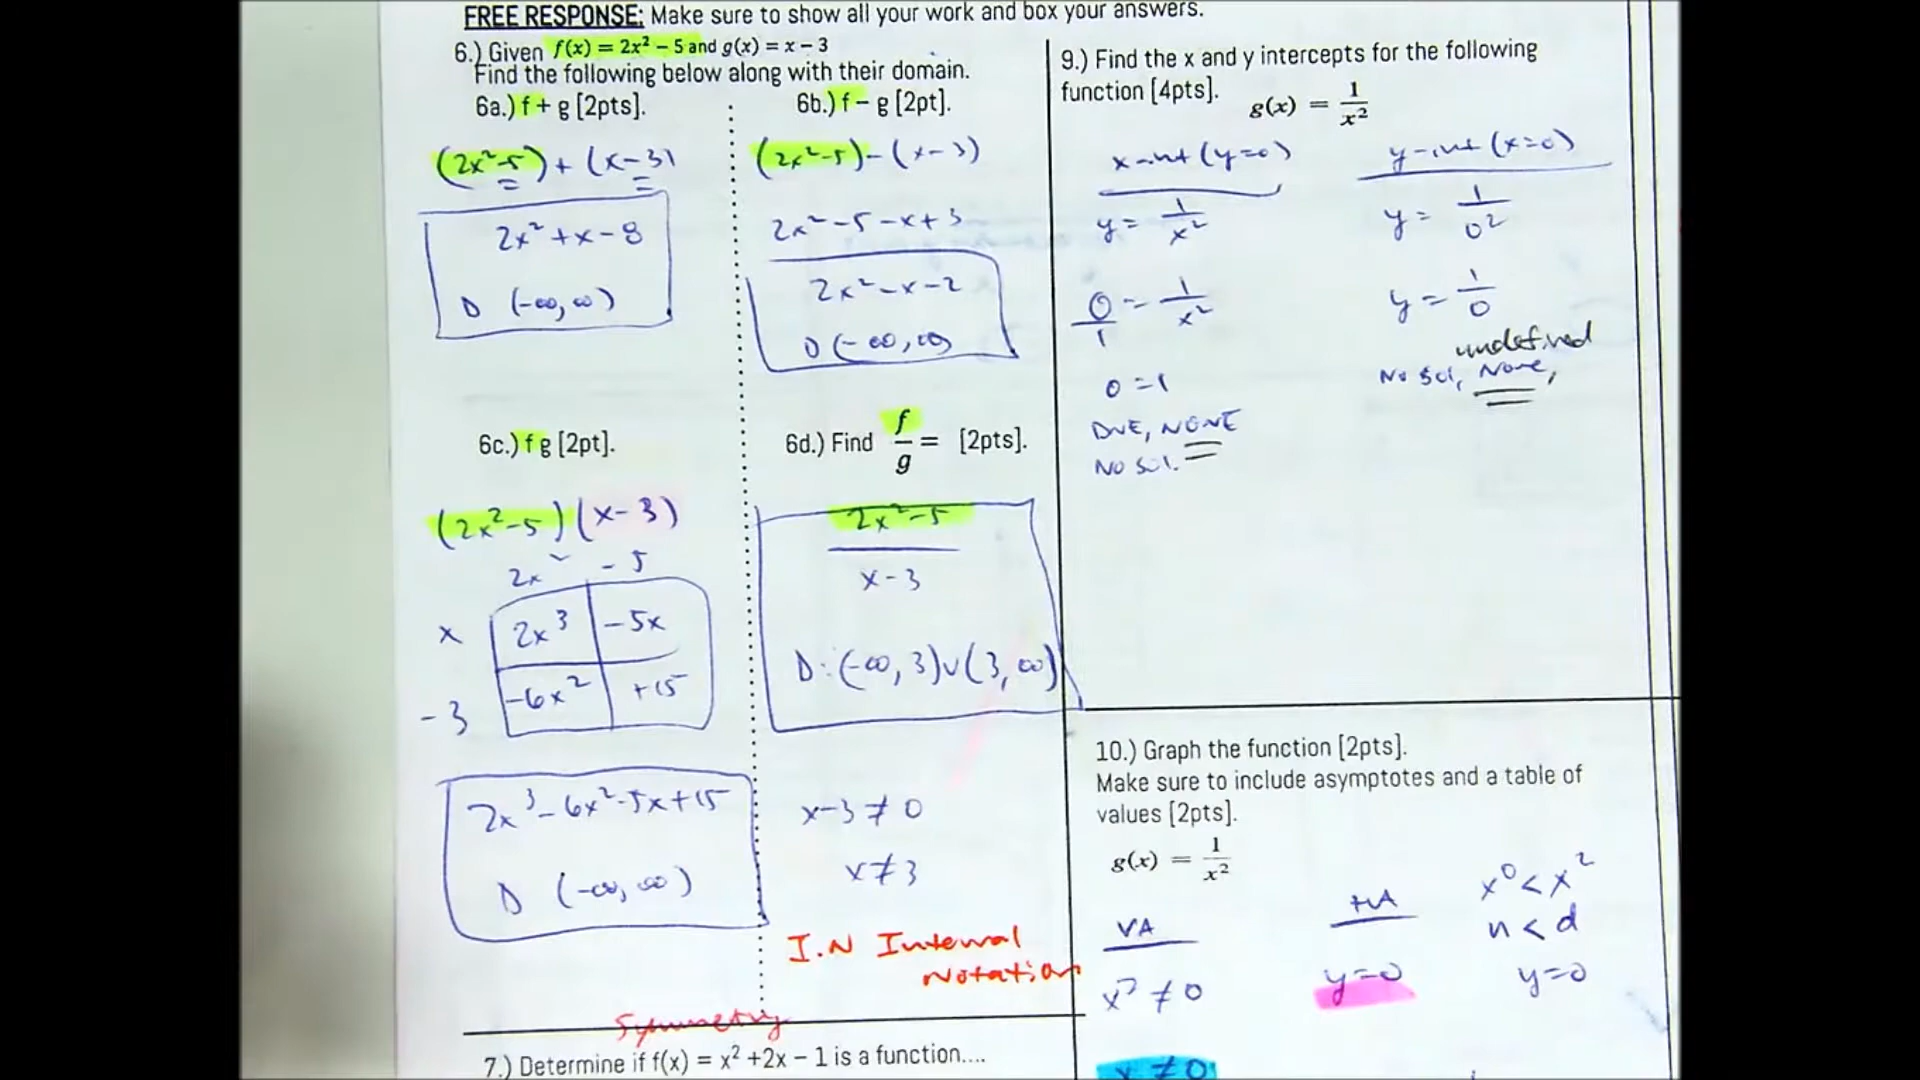 FREE RESPONSE: Make sure to show all your work and box your answers.
6.) Given f(x) = 2x² – 5 and g(x) = x – 3
Find the following below along with their domain.
6a.) f + g [2pts].
(2x²-5) + (x-3)
2x² + x - 8
D (-∞, ∞)
6b.) f – g [2pt].
(2x²-5) - (x-3)
2x² - 5 - x + 3
2x² - x - 2
D (-∞, ∞)
6c.) f g [2pt].
(2x²-5)(x-3)
2x² - 5
x 2x³ -5x
-3 -6x² +15
2x³ - 6x² - 5x + 15
D (-∞, ∞)
6d.) Find f/g = [2pts].
2x²-5
x-3
D: (-∞, 3) ∪ (3, ∞)
x-3 ≠ 0
x ≠ 3
I.N Interval
Notation
Symmetry
7.) Determine if f(x) = x² +2x – 1 is a function....
9.) Find the x and y intercepts for the following
function [4pts]. g(x) = 1/x²
x-int (y=0)
y = 1/x²
0/1 = 1/x²
0 = 1
DNE, NONE
No sol.
y-int (x=0)
y = 1/0²
y = 1/0
undefined
No sol, None,
10.) Graph the function [2pts].
Make sure to include asymptotes and a table of
values [2pts].
g(x) = 1/x²
VA
x² ≠ 0
x ≠ 0
HA
y=0
x⁰ < x²
n < d
y=0